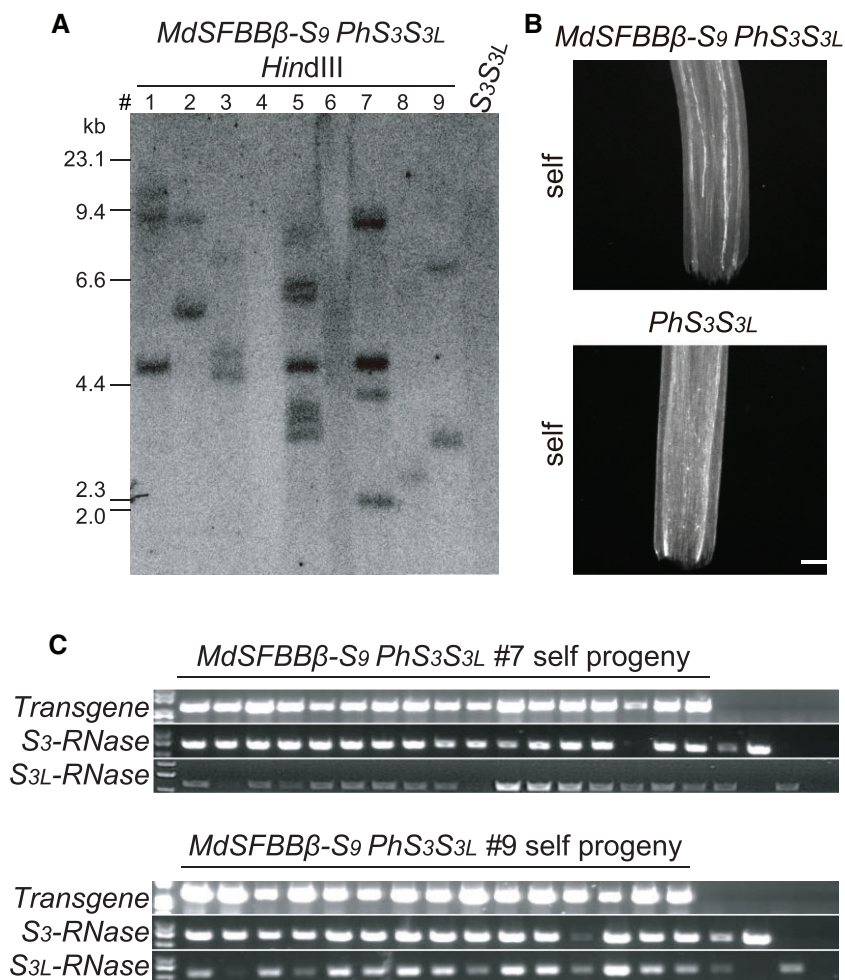 A
MdSFBBβ-S9 PhS3S3L
HindIII
# 1 2 3 4 5 6 7 8 9 S3S3L
kb
23.1
9.4
6.6
4.4
2.3
2.0
B
MdSFBBβ-S9 PhS3S3L
self
PhS3S3L
self
C
MdSFBBβ-S9 PhS3S3L #7 self progeny
Transgene
S3-RNase
S3L-RNase
MdSFBBβ-S9 PhS3S3L #9 self progeny
Transgene
S3-RNase
S3L-RNase